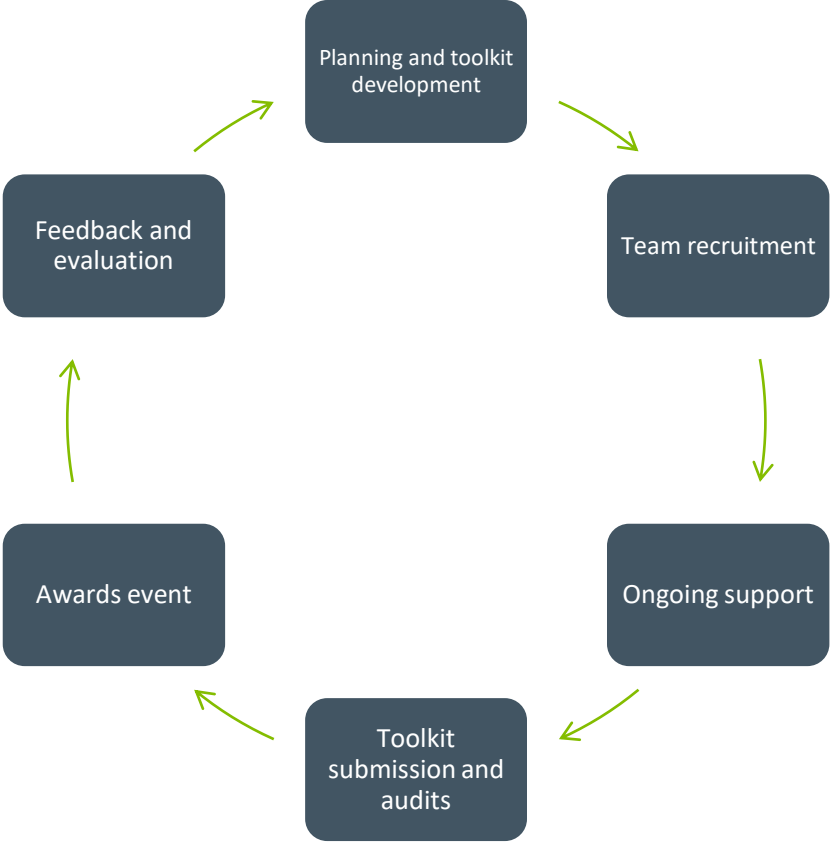 Planning and toolkit
development
Team recruitment
Ongoing support
Toolkit
submission and
audits
Awards event
Feedback and
evaluation